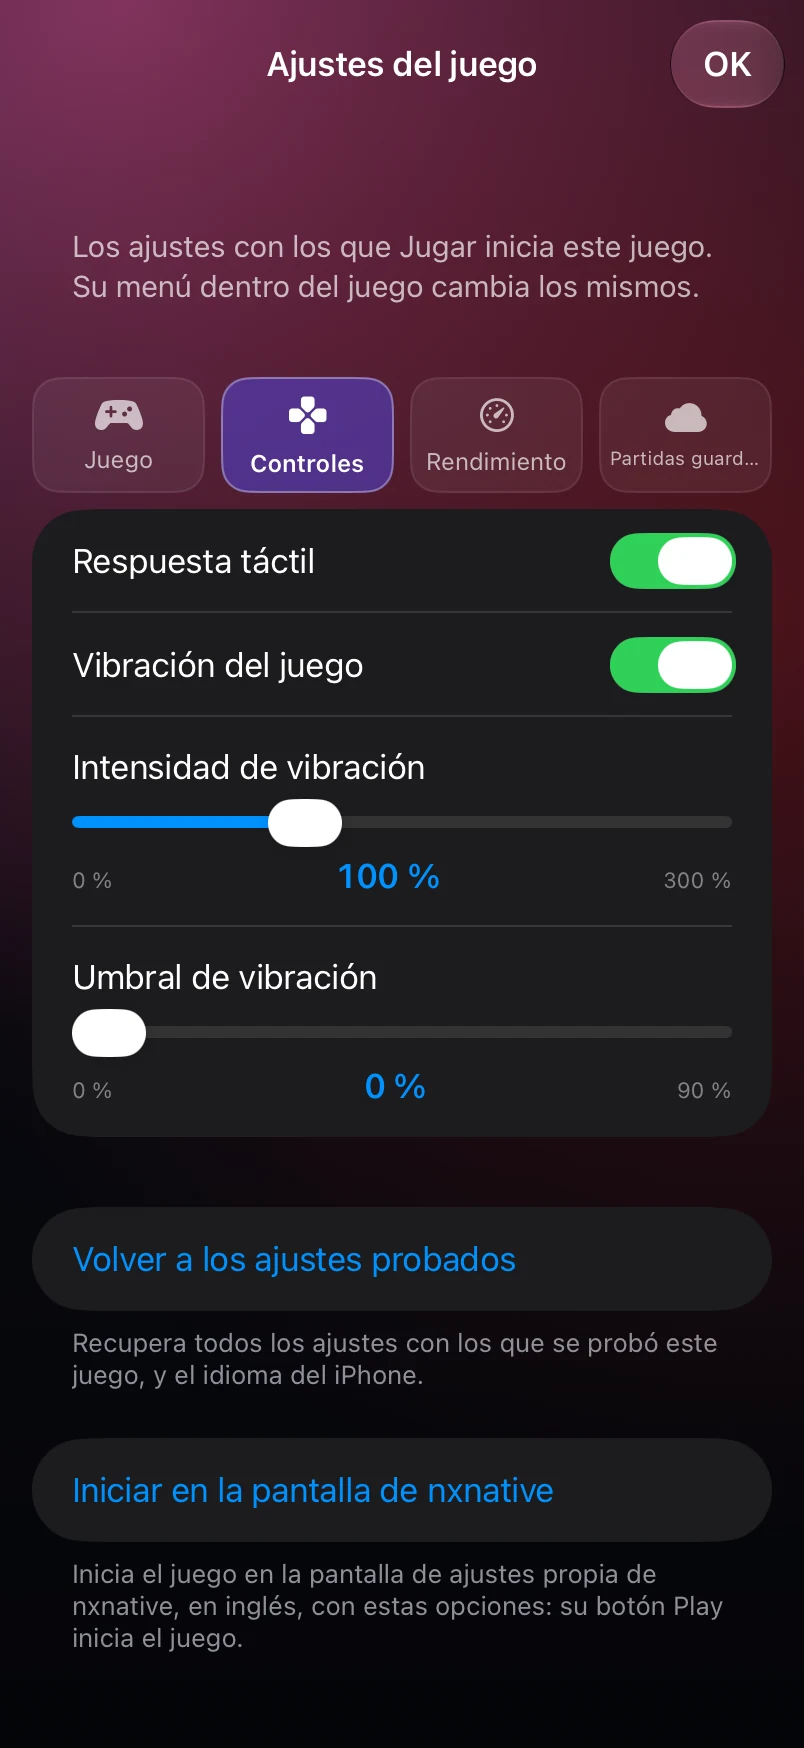 Ajustes del juego
OK
Los ajustes con los que Jugar inicia este juego.
Su menú dentro del juego cambia los mismos.
Juego
Controles
Rendimiento
Partidas guard...
Respuesta táctil
Vibración del juego
Intensidad de vibración
0 %
100 %
300 %
Umbral de vibración
0 %
0 %
90 %
Volver a los ajustes probados
Recupera todos los ajustes con los que se probó este
juego, y el idioma del iPhone.
Iniciar en la pantalla de nxnative
Inicia el juego en la pantalla de ajustes propia de
nxnative, en inglés, con estas opciones: su botón Play
inicia el juego.